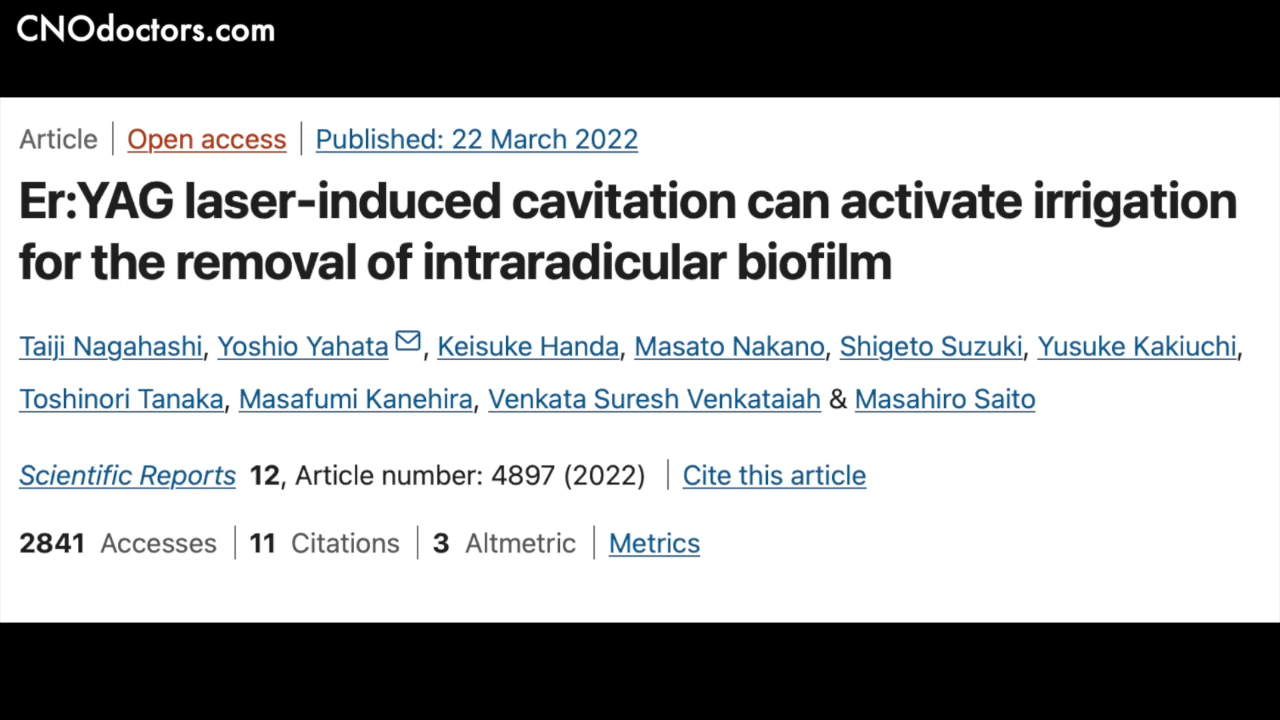 CNOdoctors.com
Article | Open access | Published: 22 March 2022
Er:YAG laser-induced cavitation can activate irrigation
for the removal of intraradicular biofilm
Taiji Nagahashi, Yoshio Yahata, Keisuke Handa, Masato Nakano, Shigeto Suzuki, Yusuke Kakiuchi,
Toshinori Tanaka, Masafumi Kanehira, Venkata Suresh Venkataiah & Masahiro Saito
Scientific Reports 12, Article number: 4897 (2022) | Cite this article
2841 Accesses | 11 Citations | 3 Altmetric | Metrics